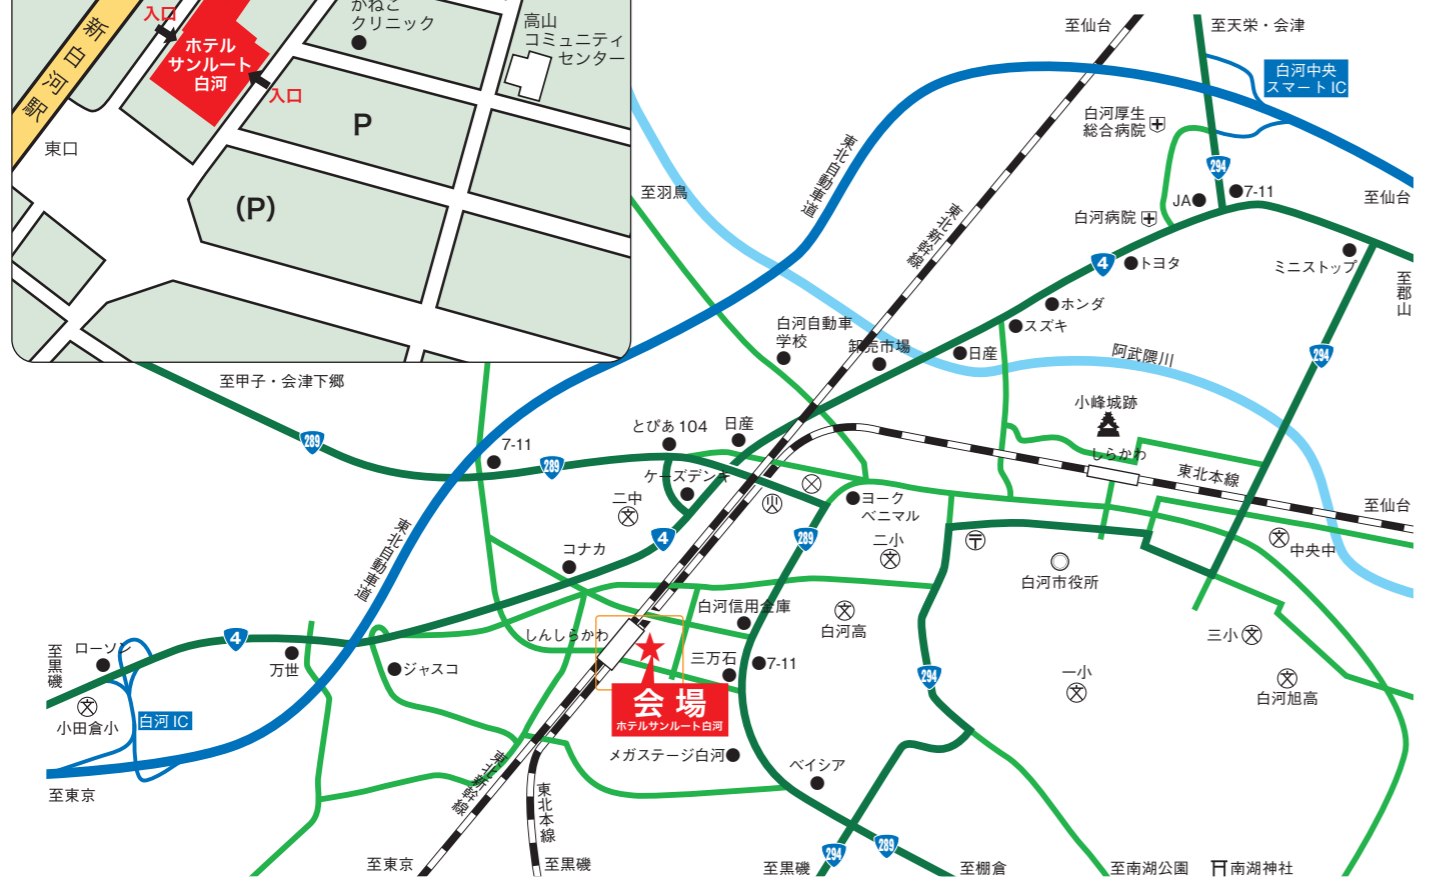 かねこ
クリニック
高山
コミュニティ
センター
入口
新白河駅
ホテル
サンルート
白河
入口
P
(P)
東口
至仙台
至天栄・会津
白河中央
スマートIC
白河厚生
総合病院
294
東北自動車道
至羽鳥
JA
7-11
至仙台
白河病院
東北新幹線
4
トヨタ
ミニストップ
至郡山
ホンダ
スズキ
白河自動車
学校
卸売市場
日産
阿武隈川
294
至甲子・会津下郷
小峰城跡
289
7-11
289
とぴあ104
日産
しらかわ
東北本線
ケーズデンキ
二中
文
火
ヨーク
ベニマル
至仙台
4
289
二小
文
〒
文
中央中
東北自動車道
コナカ
白河市役所
白河信用金庫
文
白河高
しんしらかわ
三小
文
至黒磯
ローソン
4
万世
ジャスコ
三万石
7-11
294
一小
文
文
白河旭高
文
小田倉小
白河IC
会場
ホテルサンルート白河
メガステージ白河
ベイシア
至東京
東北新幹線
東北本線
294
289
至東京
至黒磯
至黒磯
至棚倉
至南湖公園
南湖神社